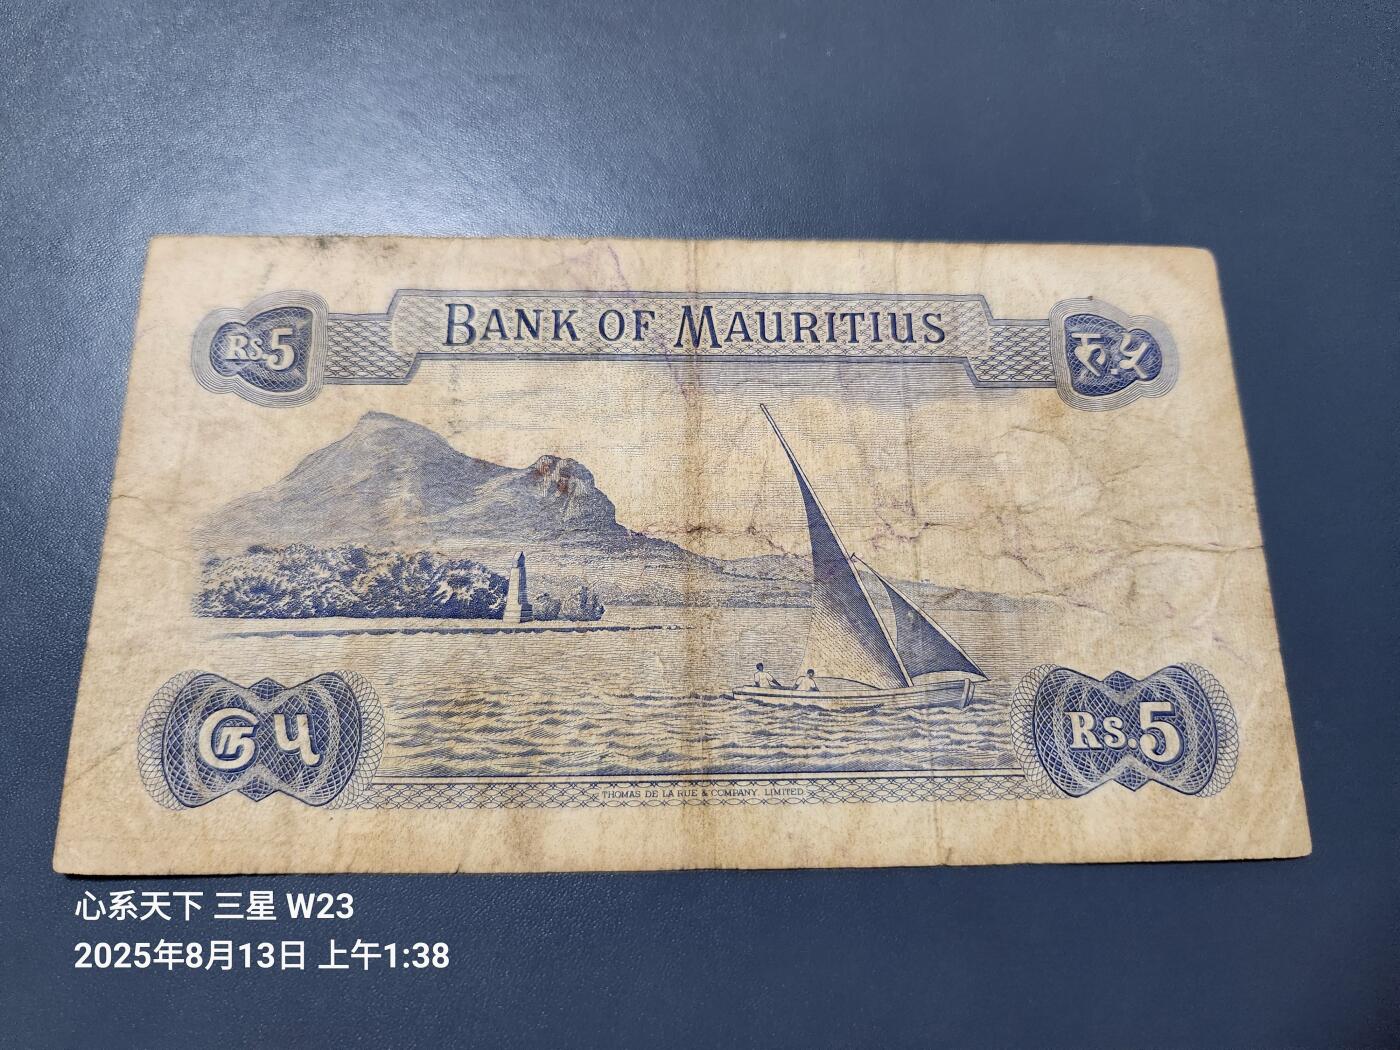 BANK OF MAURITIUS
Rs.5
रु.५
Rs.5
THOMAS DE LA RUE & COMPANY, LIMITED
心系天下 三星 W23
2025年8月13日 上午1:38